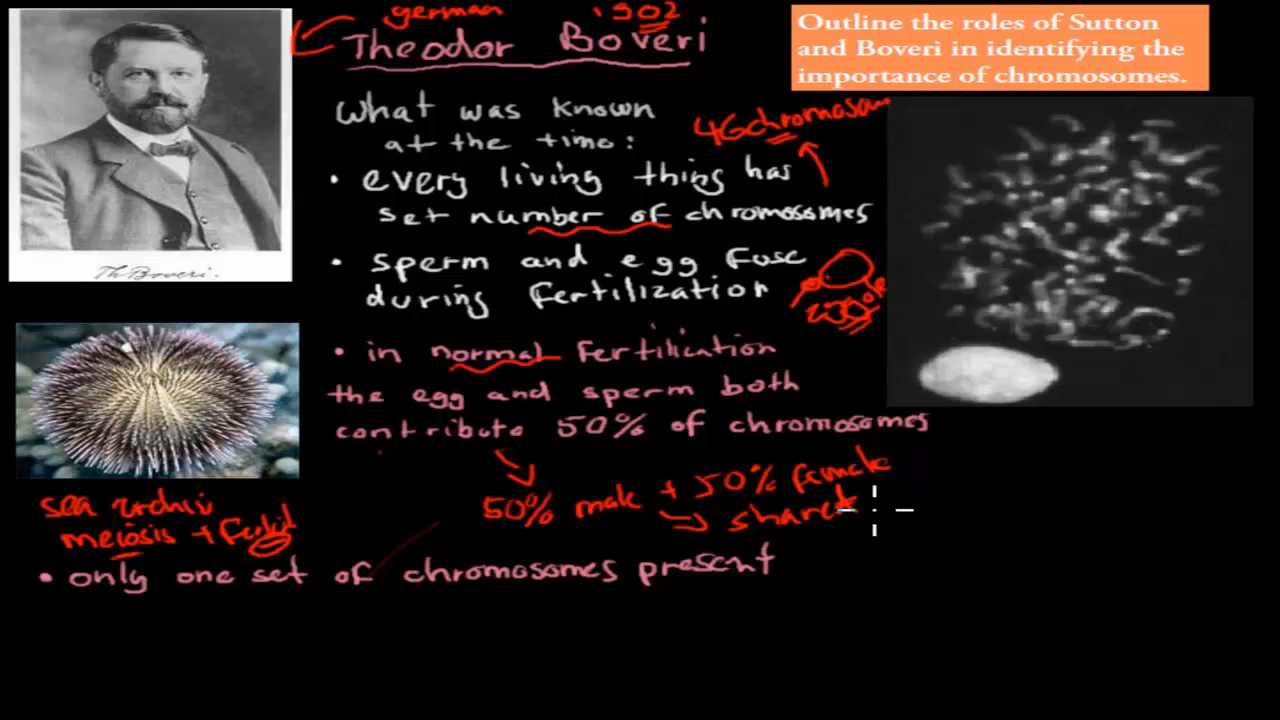 german 1902
Theodor Boveri
Outline the roles of Sutton
and Boveri in identifying the
importance of chromosomes.
What was known
at the time:
46 chromosom
• every living thing has
set number of chromosomes
• sperm and egg fuse
during fertilization
Th Boveri.
• in normal fertilication
the egg and sperm both
contribute 50% of chromosomes
50% male + 50% female
→ shared
sea urchin
meiosis +
• only one set of chromosomes present